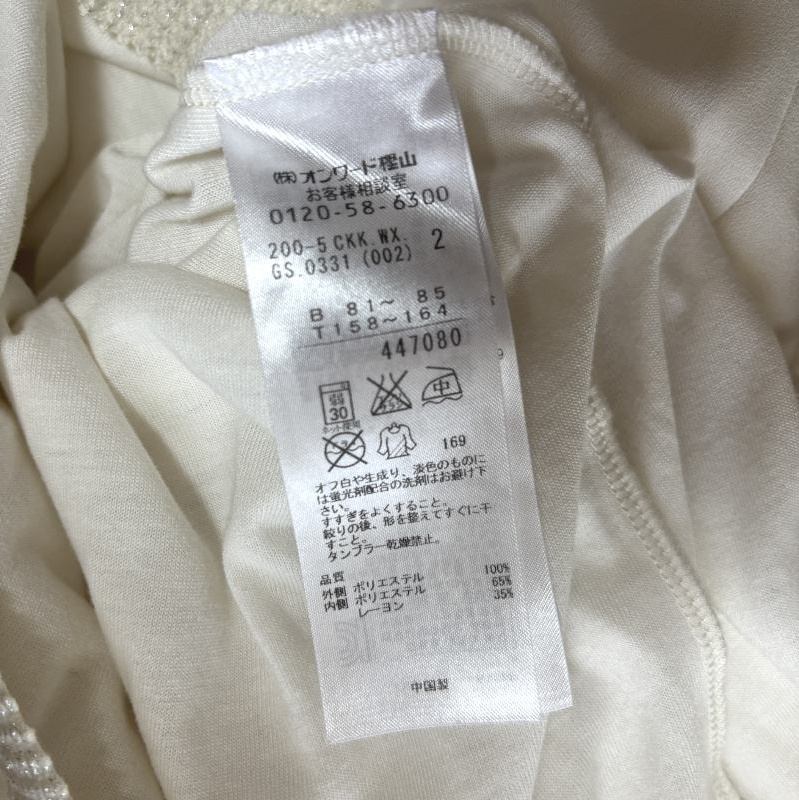 (株)オンワード樫山
お客様相談室
0120-58-6300
200-5 CKK.WX.
GS.0331 (002) 2
B 81~ 85
T158~164
447080
弱
30
ネット使用
中
169
オフ白や生成り、淡色のものに
は蛍光剤配合の洗剤はお避け下
さい。
すすぎをよくすること。
絞りの後、形を整えてすぐに干
すこと。
タンブラー乾燥禁止。
品質
外側 ポリエステル 100%
内側 ポリエステル 65%
レーヨン 35%
中国製